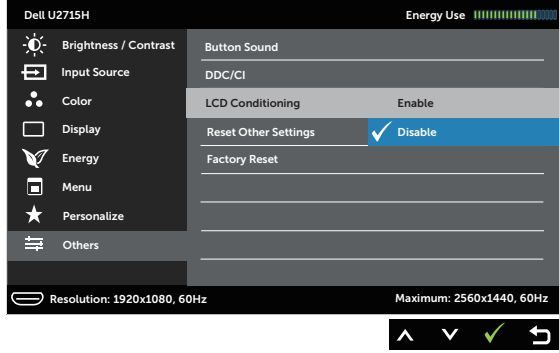 Dell U2715H Energy Use
Brightness / Contrast Button Sound
Input Source DDC/CI
Color LCD Conditioning Enable
Display Reset Other Settings Disable
Energy Factory Reset
Menu
Personalize
Others
Resolution: 1920x1080, 60Hz Maximum: 2560x1440, 60Hz